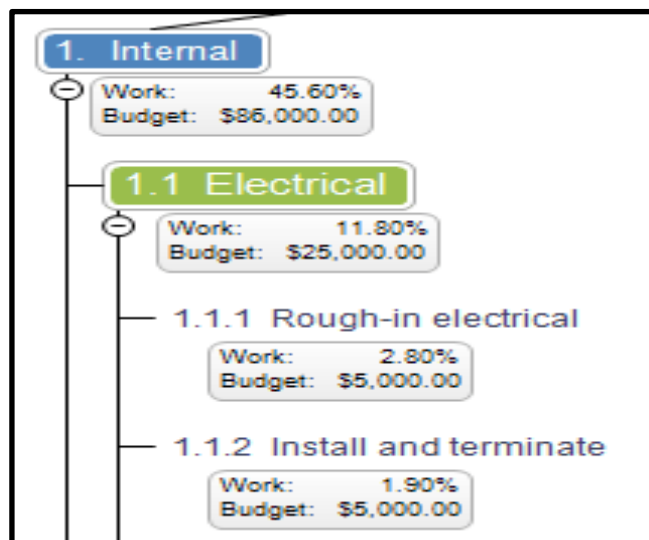 1. Internal
Work: 45.60%
Budget: $86,000.00
1.1 Electrical
Work: 11.80%
Budget: $25,000.00
1.1.1 Rough-in electrical
Work: 2.80%
Budget: $5,000.00
1.1.2 Install and terminate
Work: 1.90%
Budget: $5,000.00